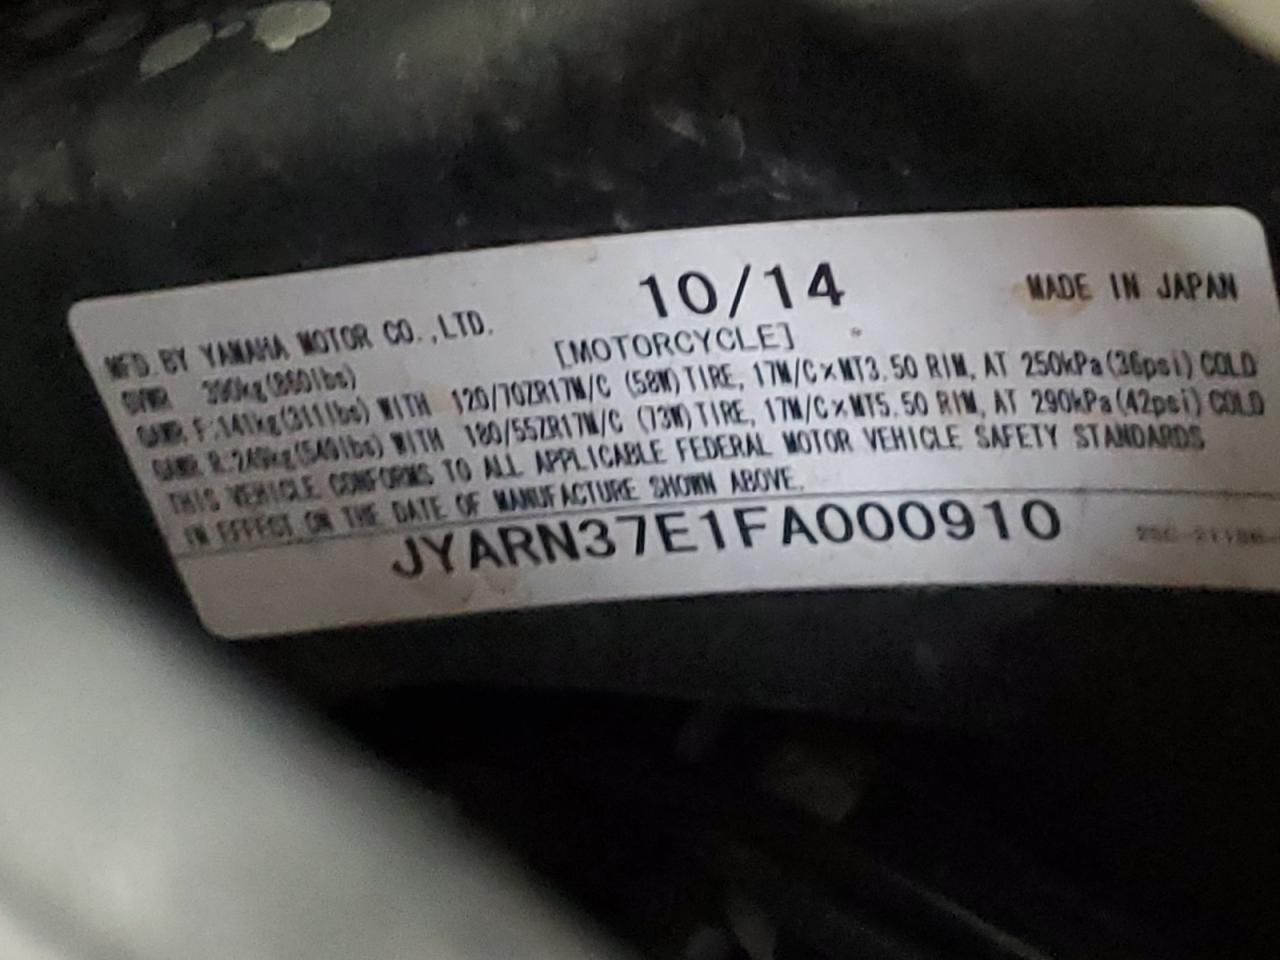 10/14
MADE IN JAPAN
MFD. BY YAMAHA MOTOR CO.,LTD.
[MOTORCYCLE]
GVWR 390kg(860lbs)
GAWR F:141kg(311lbs) WITH 120/70ZR17M/C (58W)TIRE, 17M/C×MT3.50 RIM, AT 250kPa(36psi) COLD
GAWR R:249kg(549lbs) WITH 180/55ZR17M/C (73W)TIRE, 17M/C×MT5.50 RIM, AT 290kPa(42psi) COLD
THIS VEHICLE CONFORMS TO ALL APPLICABLE FEDERAL MOTOR VEHICLE SAFETY STANDARDS
IN EFFECT ON THE DATE OF MANUFACTURE SHOWN ABOVE.
JYARN37E1FA000910